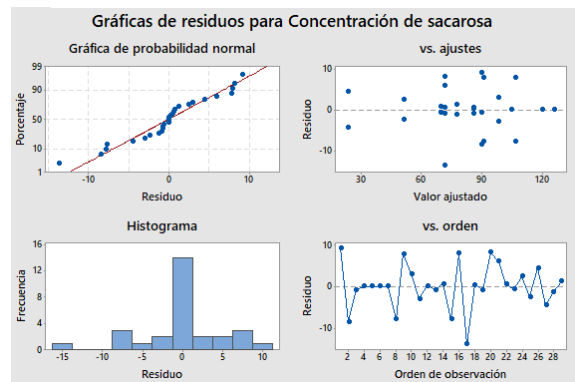 Gráficas de residuos para Concentración de sacarosa
Gráfica de probabilidad normal
99
90
50
10
1
Porcentaje
-10
0
10
Residuo
vs. ajustes
10
0
-10
Residuo
30
60
90
120
Valor ajustado
Histograma
16
12
8
4
0
Frecuencia
-15
-10
-5
0
5
10
Residuo
vs. orden
10
0
-10
Residuo
2 4 6 8 10 12 14 16 18 20 22 24 26 28
Orden de observación